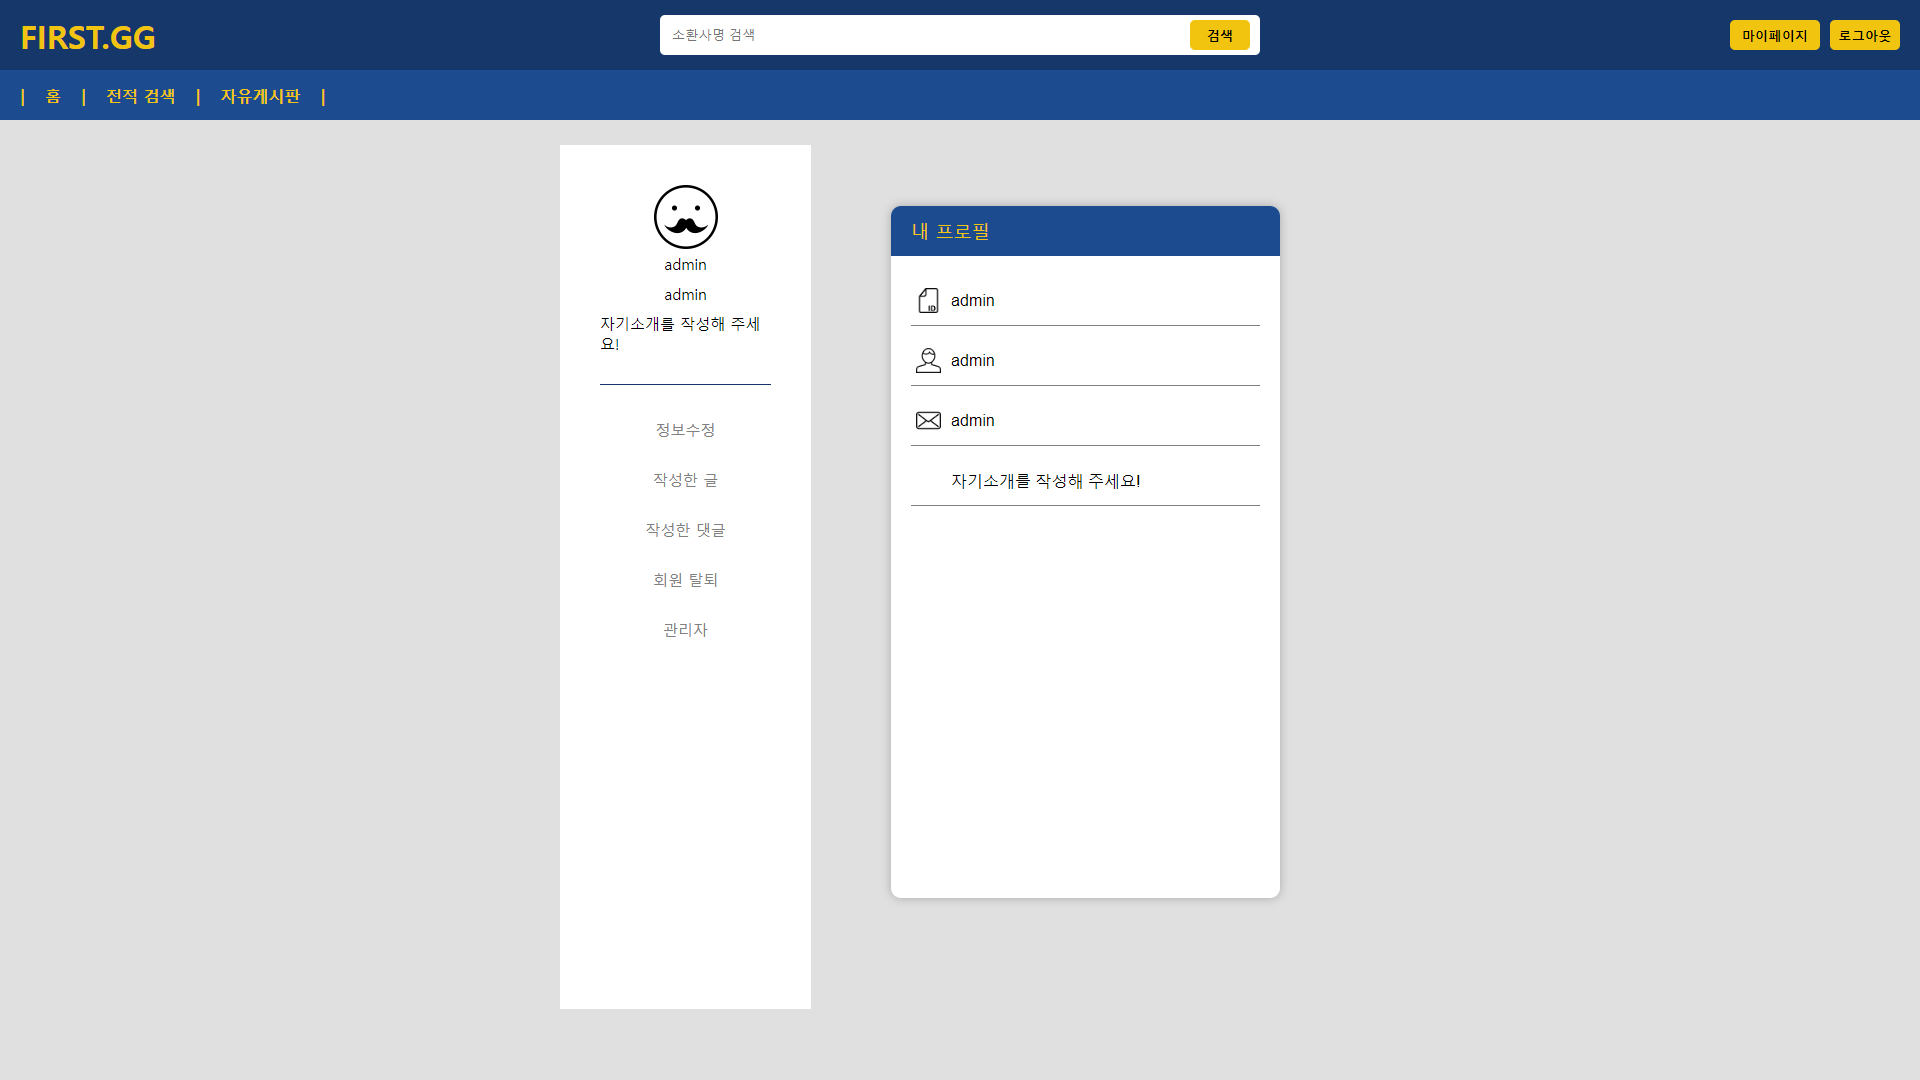 FIRST.GG
소환사명 검색
검색
마이페이지
로그아웃
| 홈 | 전적 검색 | 자유게시판 |
admin
admin
자기소개를 작성해 주세
요!
정보수정
작성한 글
작성한 댓글
회원 탈퇴
관리자
내 프로필
ID
admin
admin
admin
자기소개를 작성해 주세요!